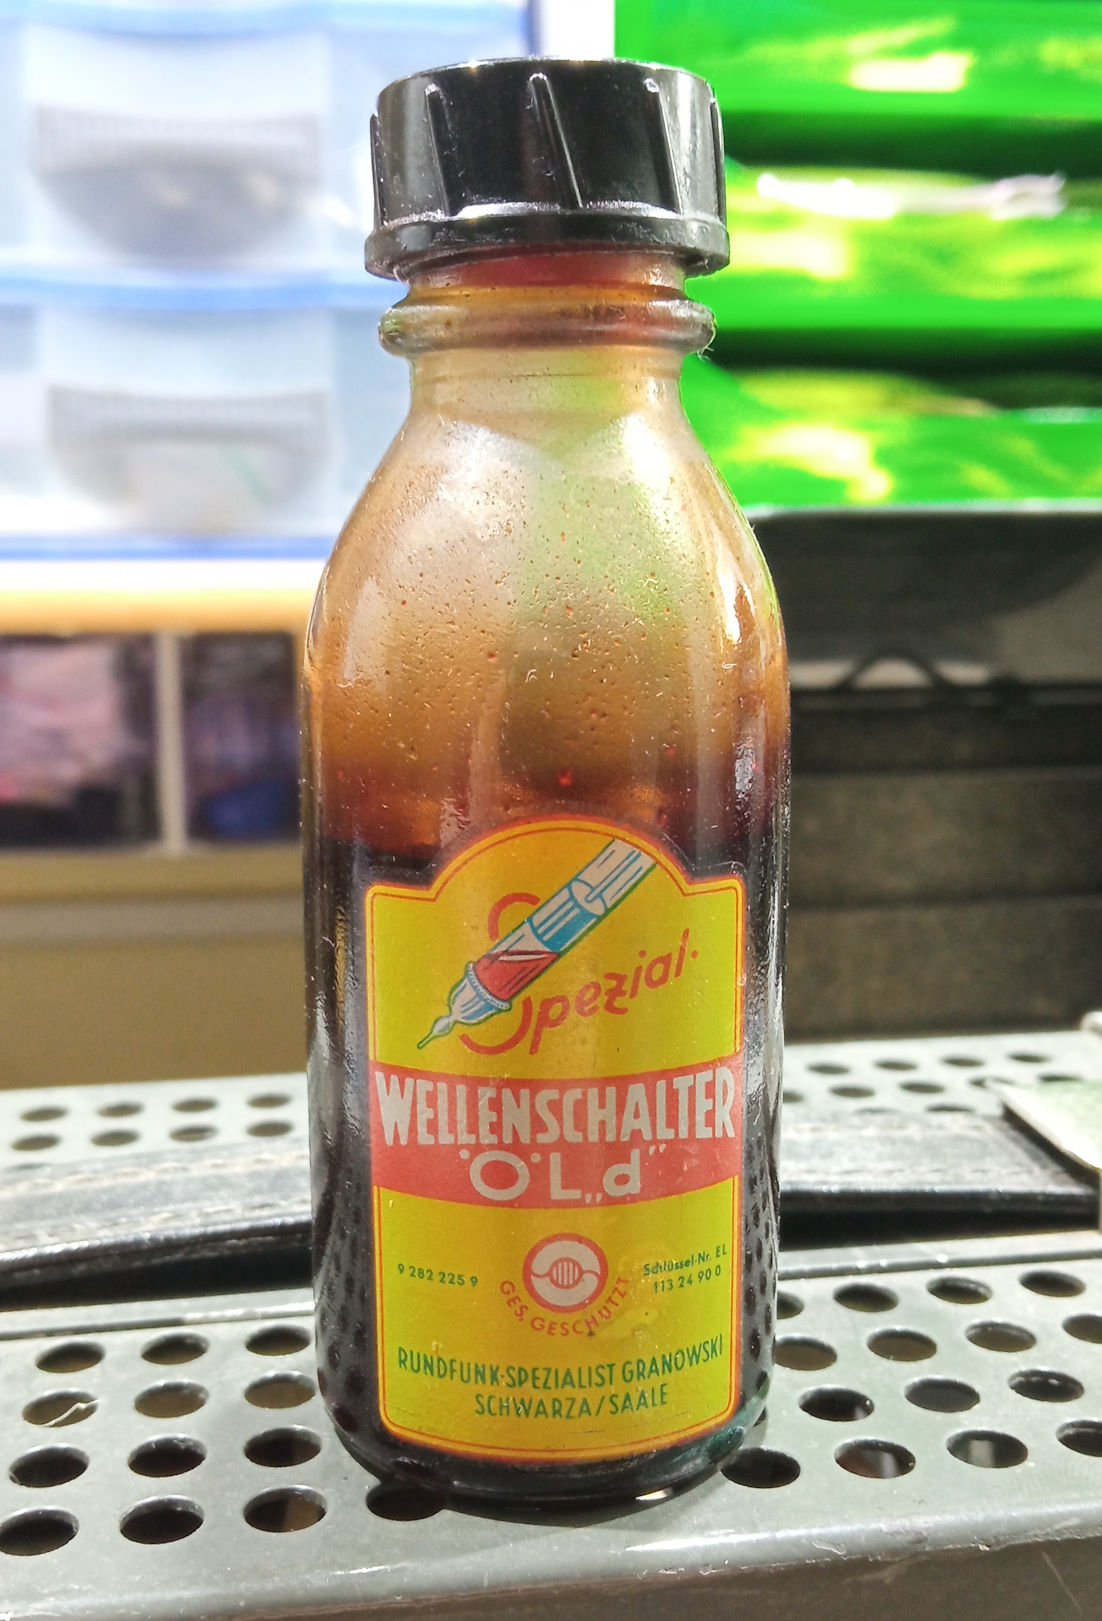 Spezial.
WELLENSCHALTER
ÖL „d"
9 282 225 9
GES. GESCHÜTZT
Schlüssel-Nr. EL
113 24 90 0
RUNDFUNK-SPEZIALIST GRANOWSKI
SCHWARZA/SAALE